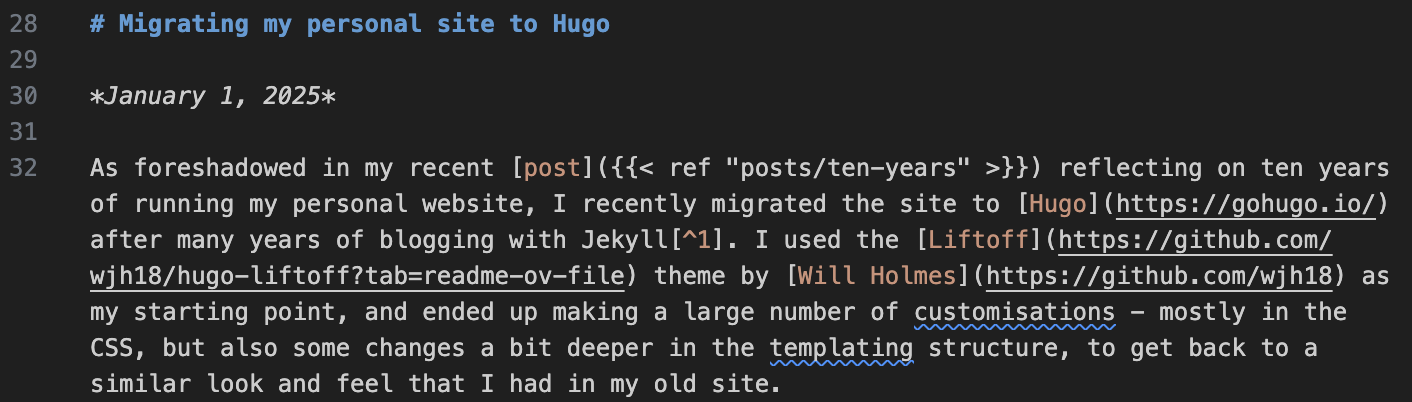 28 # Migrating my personal site to Hugo
29
30 *January 1, 2025*
31
32 As foreshadowed in my recent [post]({{< ref "posts/ten-years" >}}) reflecting on ten years
of running my personal website, I recently migrated the site to [Hugo](https://gohugo.io/)
after many years of blogging with Jekyll[^1]. I used the [Liftoff](https://github.com/
wjh18/hugo-liftoff?tab=readme-ov-file) theme by [Will Holmes](https://github.com/wjh18) as
my starting point, and ended up making a large number of customisations – mostly in the
CSS, but also some changes a bit deeper in the templating structure, to get back to a
similar look and feel that I had in my old site.